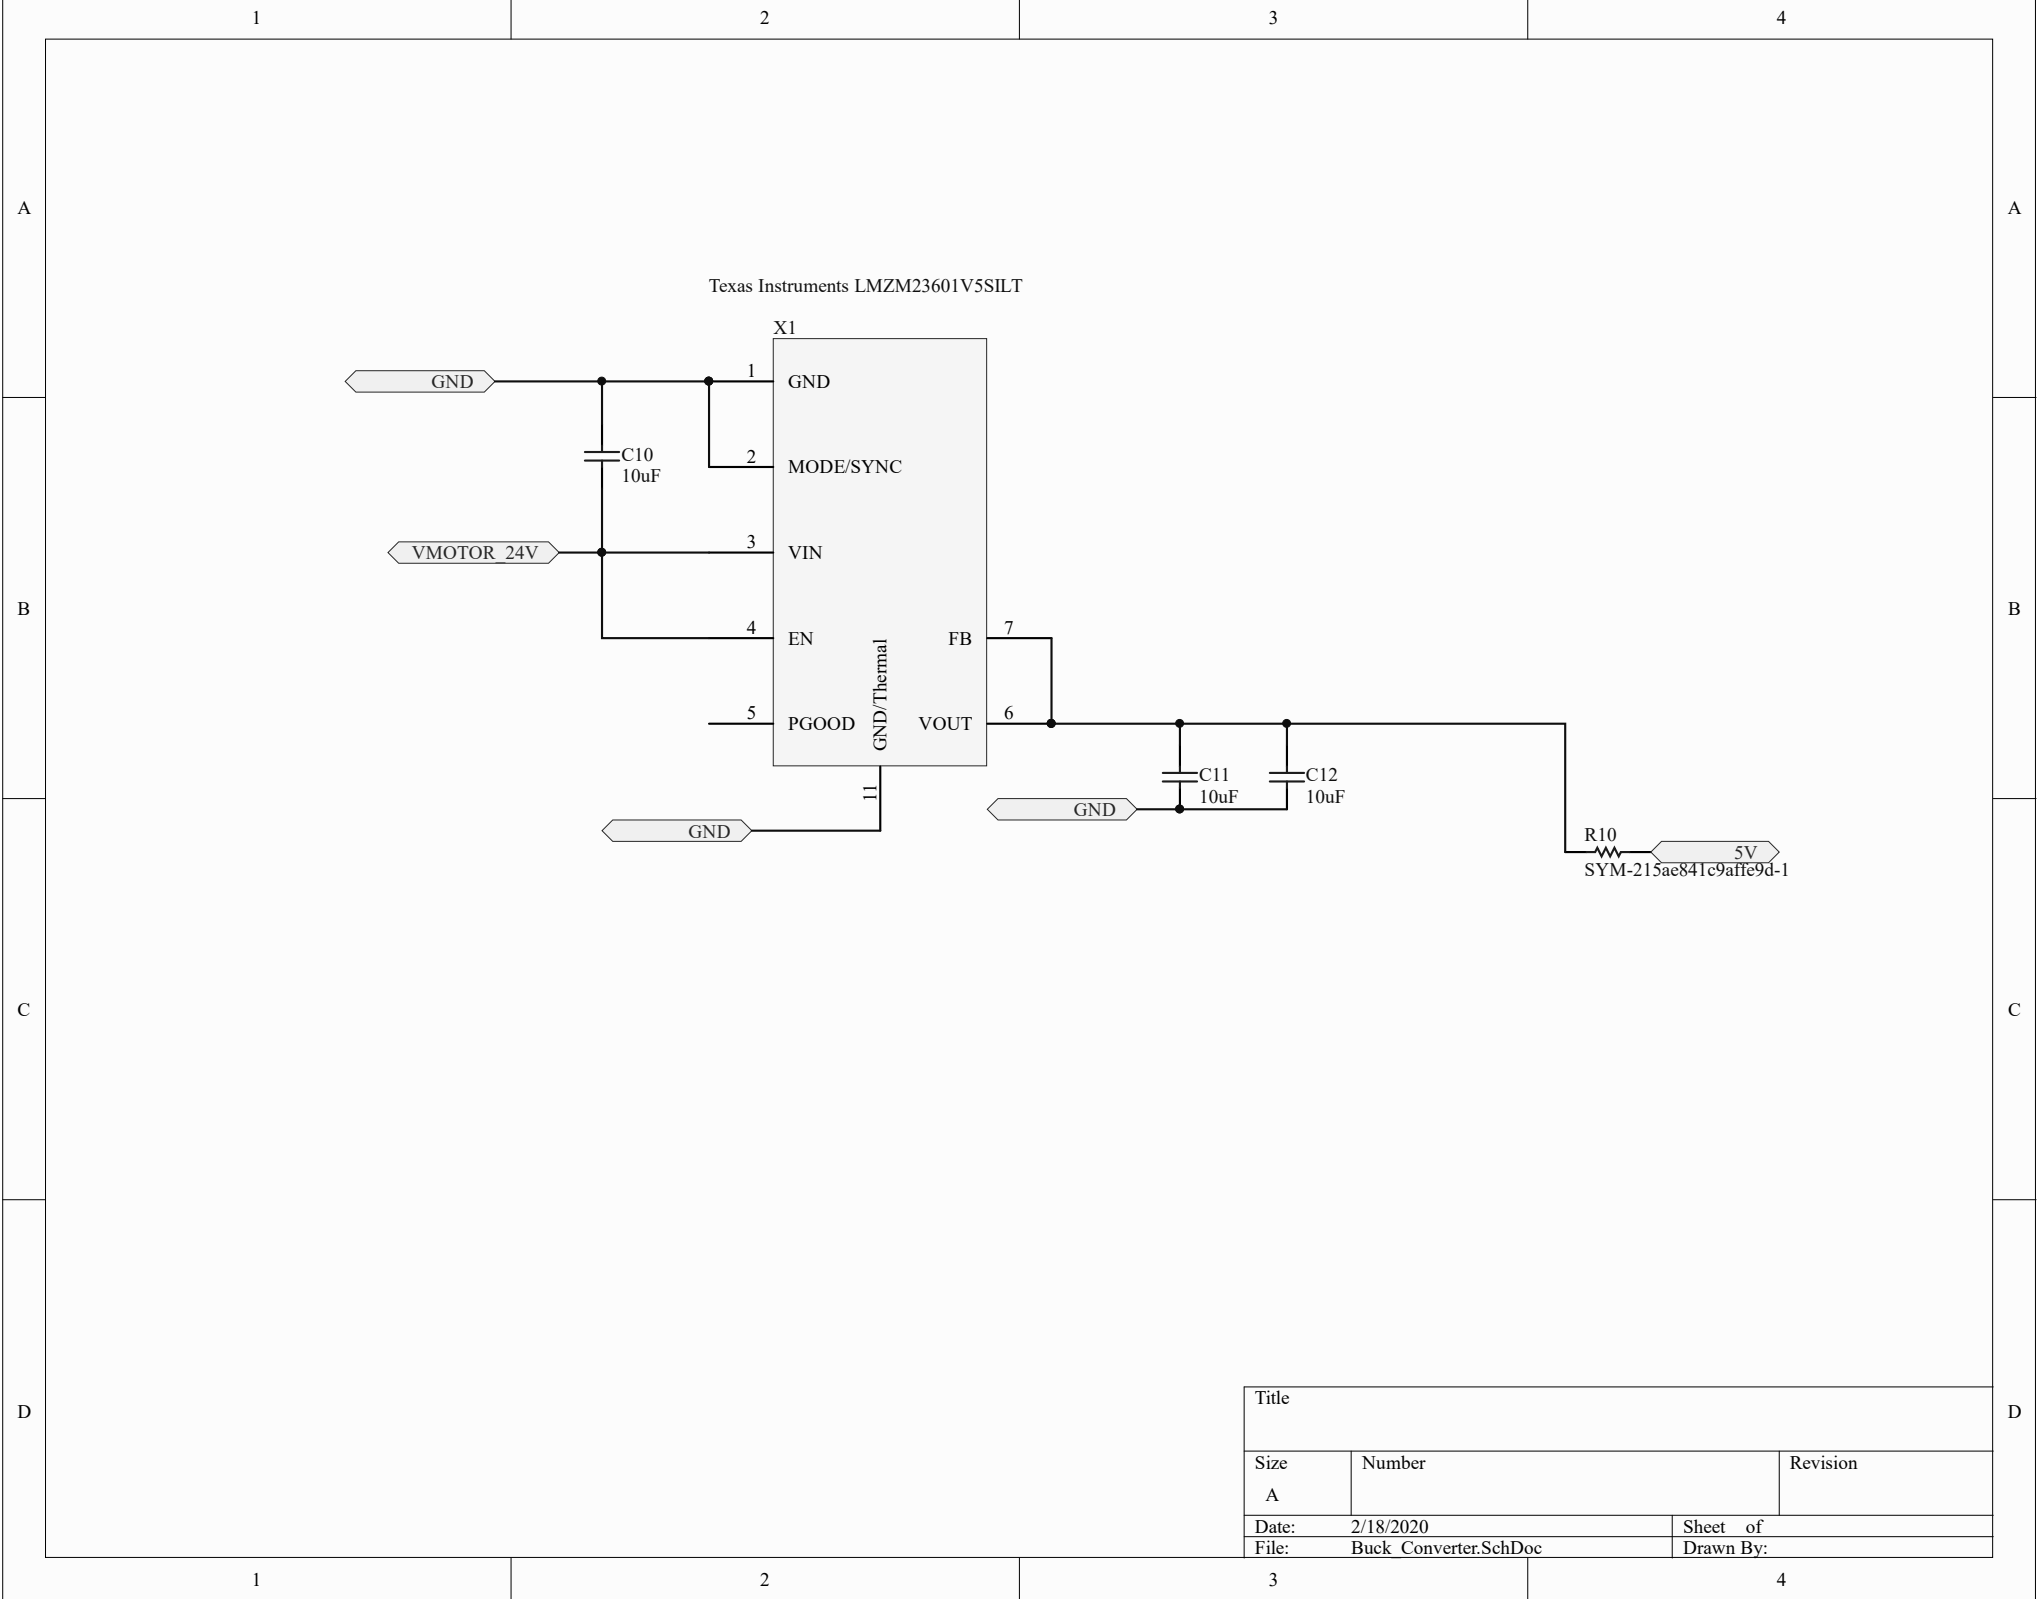 1 2 3 4
A A
Texas Instruments LMZM23601V5SILT
X1
GND 1 GND
2 MODE/SYNC
C10
10uF
VMOTOR_24V 3 VIN
B B
4 EN FB 7
GND/Thermal
5 PGOOD VOUT 6
11
C11 C12
10uF 10uF
GND
GND
R10
5V
SYM-215ae841c9affe9d-1
C C
Title
D D
Size Number Revision
A
Date: 2/18/2020 Sheet of
File: Buck_Converter.SchDoc Drawn By:
1 2 3 4